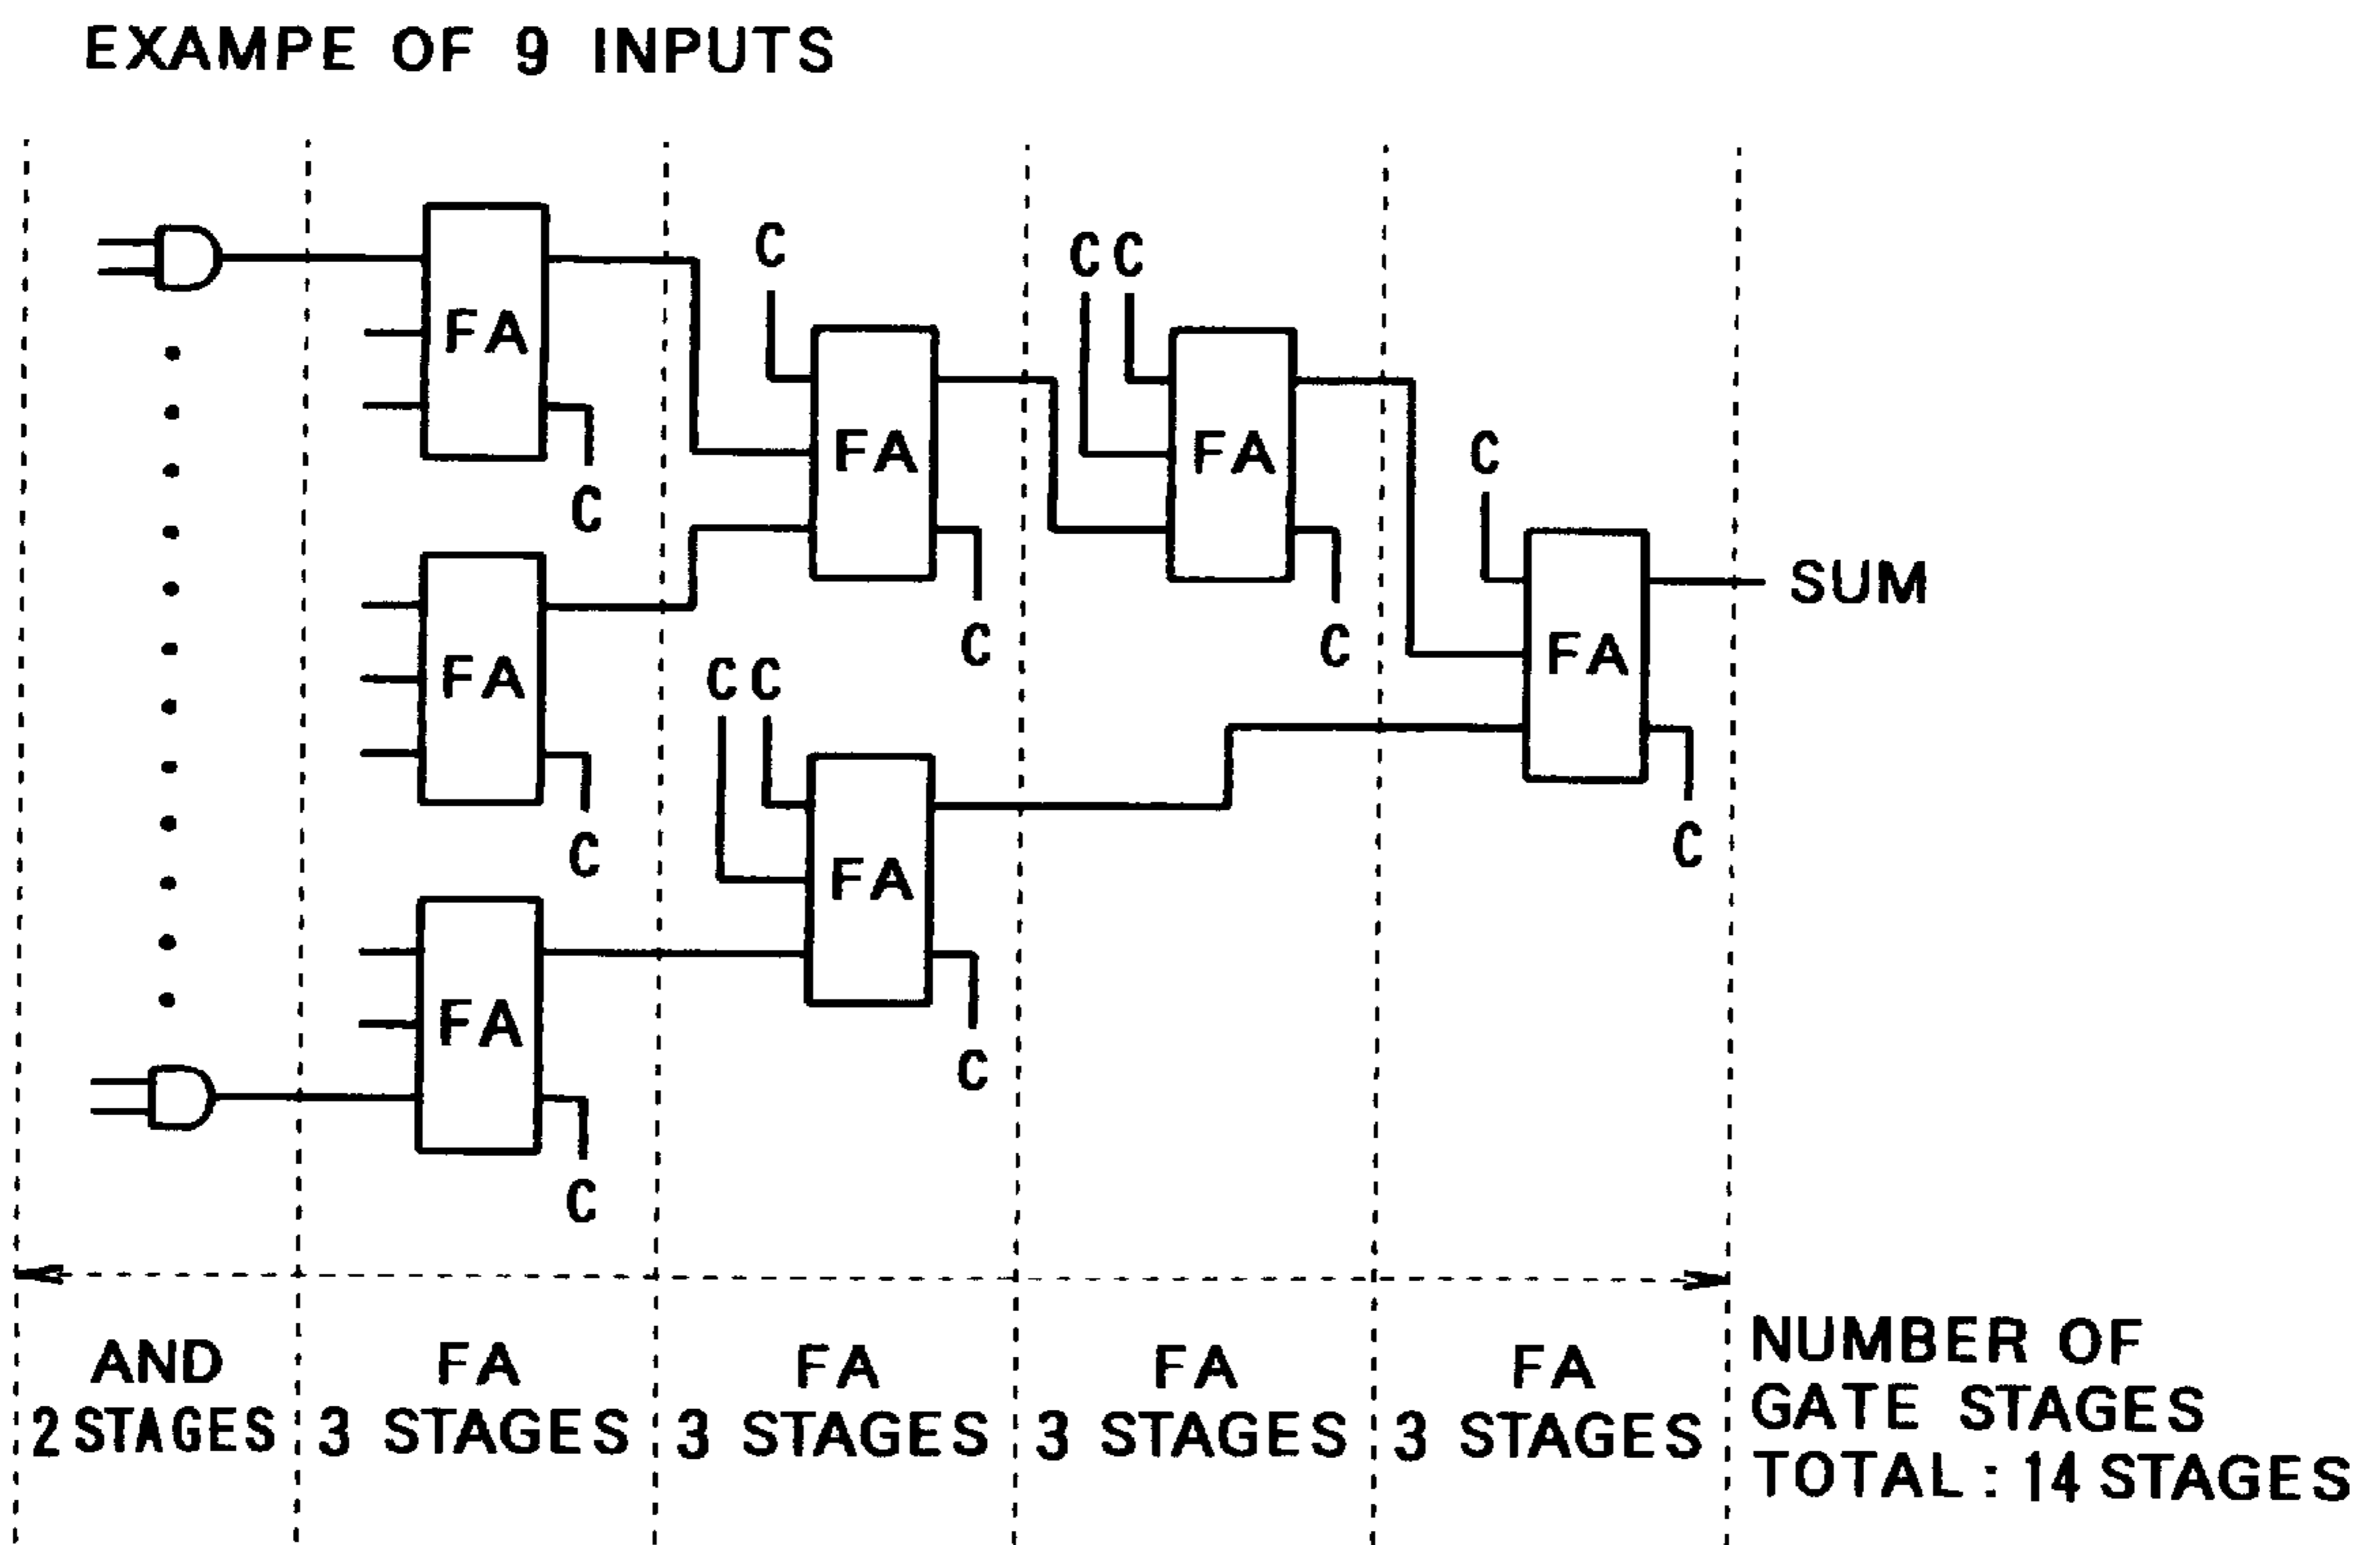 EXAMPE OF 9 INPUTS
C
C C
FA
FA
FA
C
C
FA
SUM
C
C
C
C C
FA
FA
C
C
FA
FA
C
C
C
AND
2 STAGES
FA
3 STAGES
FA
3 STAGES
FA
3 STAGES
FA
3 STAGES
NUMBER OF
GATE STAGES
TOTAL : 14 STAGES